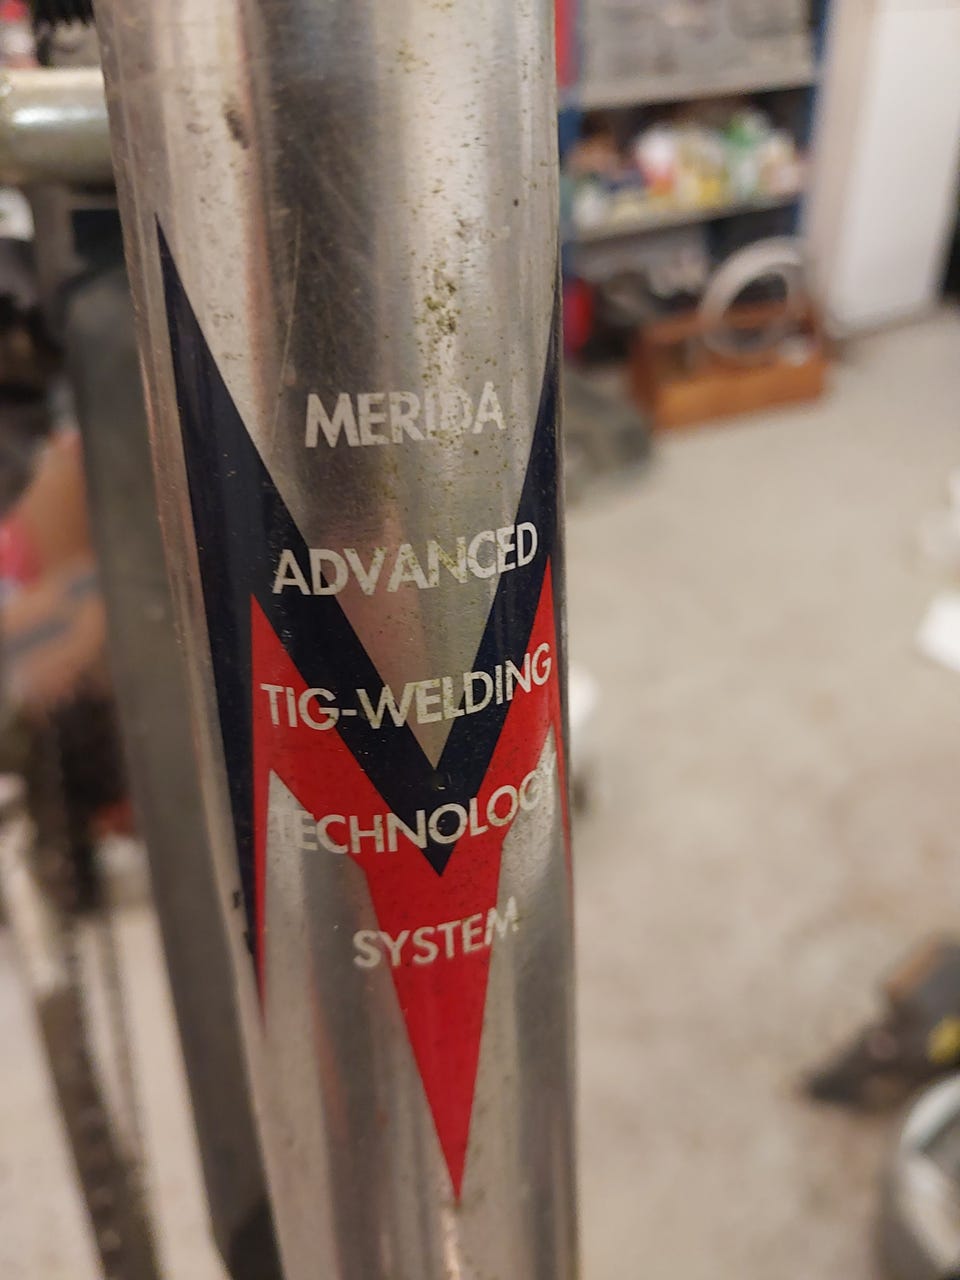 MERIDA
ADVANCED
TIG-WELDING
TECHNOLOGY
SYSTEM